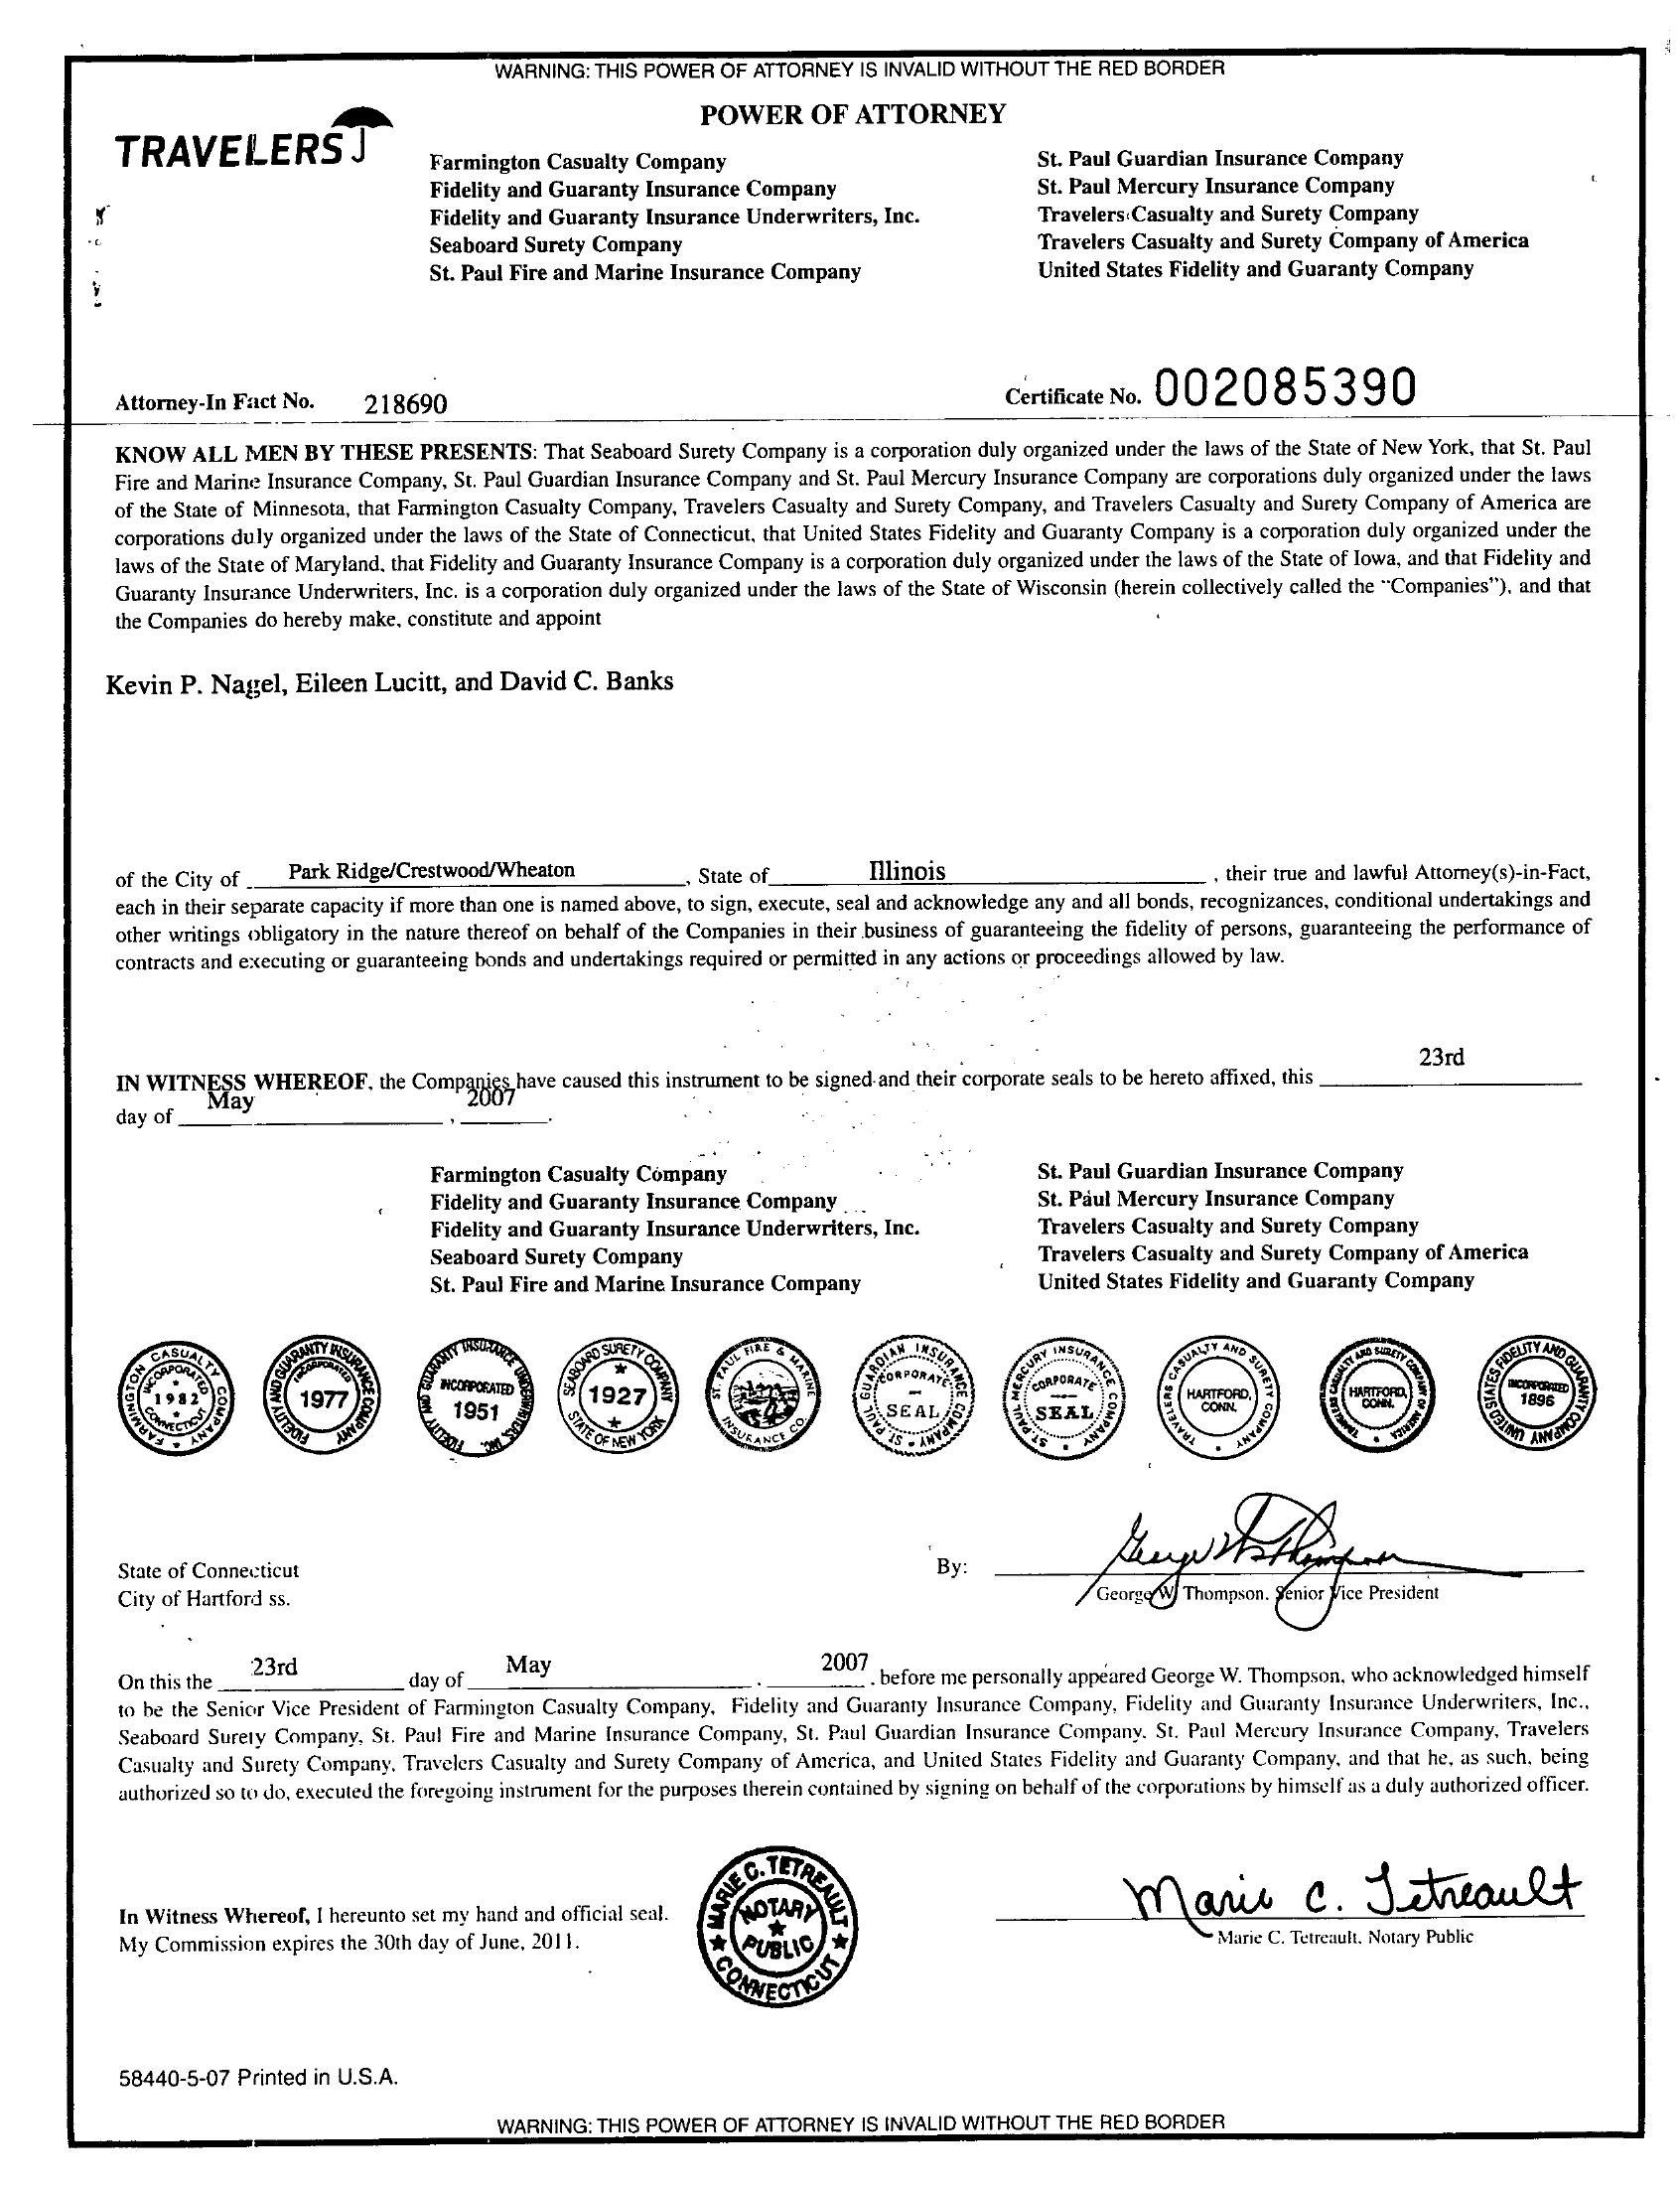 WARNING: THIS POWER OF ATTORNEY IS INVALID WITHOUT THE RED BORDER
POWER OF ATTORNEY
TRAVELERS
Farmington Casualty Company
Fidelity and Guaranty Insurance Company
Fidelity and Guaranty Insurance Underwriters, Inc.
Seaboard Surety Company
St. Paul Fire and Marine Insurance Company
St. Paul Guardian Insurance Company
St. Paul Mercury Insurance Company
Travelers Casualty and Surety Company
Travelers Casualty and Surety Company of America
United States Fidelity and Guaranty Company
Attorney-In Fact No. 218690
Certificate No. 002085390
KNOW ALL MEN BY THESE PRESENTS: That Seaboard Surety Company is a corporation duly organized under the laws of the State of New York, that St. Paul
Fire and Marine Insurance Company, St. Paul Guardian Insurance Company and St. Paul Mercury Insurance Company are corporations duly organized under the laws
of the State of Minnesota, that Farmington Casualty Company, Travelers Casualty and Surety Company, and Travelers Casualty and Surety Company of America are
corporations duly organized under the laws of the State of Connecticut, that United States Fidelity and Guaranty Company is a corporation duly organized under the
laws of the State of Maryland, that Fidelity and Guaranty Insurance Company is a corporation duly organized under the laws of the State of Iowa, and that Fidelity and
Guaranty Insurance Underwriters, Inc. is a corporation duly organized under the laws of the State of Wisconsin (herein collectively called the "Companies"), and that
the Companies do hereby make, constitute and appoint
Kevin P. Nagel, Eileen Lucitt, and David C. Banks
of the City of Park Ridge/Crestwood/Wheaton, State of Illinois, their true and lawful Attorney(s)-in-Fact,
each in their separate capacity if more than one is named above, to sign, execute, seal and acknowledge any and all bonds, recognizances, conditional undertakings and
other writings obligatory in the nature thereof on behalf of the Companies in their business of guaranteeing the fidelity of persons, guaranteeing the performance of
contracts and executing or guaranteeing bonds and undertakings required or permitted in any actions or proceedings allowed by law.
IN WITNESS WHEREOF, the Companies have caused this instrument to be signed and their corporate seals to be hereto affixed, this 23rd
day of May, 2007.
Farmington Casualty Company
Fidelity and Guaranty Insurance Company
Fidelity and Guaranty Insurance Underwriters, Inc.
Seaboard Surety Company
St. Paul Fire and Marine Insurance Company
St. Paul Guardian Insurance Company
St. Paul Mercury Insurance Company
Travelers Casualty and Surety Company
Travelers Casualty and Surety Company of America
United States Fidelity and Guaranty Company
FARMINGTON CASUALTY COMPANY INCORPORATED 1982 CONNECTICUT
FIDELITY AND GUARANTY INSURANCE COMPANY INCORPORATED 1977
FIDELITY AND GUARANTY INSURANCE UNDERWRITERS, INC. INCORPORATED 1951
SEABOARD SURETY COMPANY 1927 STATE OF NEW YORK
ST. PAUL FIRE & MARINE INSURANCE CO.
ST. PAUL GUARDIAN INSURANCE COMPANY CORPORATE SEAL
ST. PAUL MERCURY INSURANCE COMPANY CORPORATE SEAL
TRAVELERS CASUALTY AND SURETY COMPANY HARTFORD, CONN.
TRAVELERS CASUALTY AND SURETY COMPANY OF AMERICA HARTFORD, CONN.
UNITED STATES FIDELITY AND GUARANTY COMPANY INCORPORATED 1896
State of Connecticut
City of Hartford ss.
By: George W Thompson
George W. Thompson, Senior Vice President
On this the 23rd day of May, 2007, before me personally appeared George W. Thompson, who acknowledged himself
to be the Senior Vice President of Farmington Casualty Company, Fidelity and Guaranty Insurance Company, Fidelity and Guaranty Insurance Underwriters, Inc.,
Seaboard Surety Company, St. Paul Fire and Marine Insurance Company, St. Paul Guardian Insurance Company, St. Paul Mercury Insurance Company, Travelers
Casualty and Surety Company, Travelers Casualty and Surety Company of America, and United States Fidelity and Guaranty Company, and that he, as such, being
authorized so to do, executed the foregoing instrument for the purposes therein contained by signing on behalf of the corporations by himself as a duly authorized officer.
In Witness Whereof, I hereunto set my hand and official seal.
My Commission expires the 30th day of June, 2011.
MARIE C. TETREAULT NOTARY PUBLIC CONNECTICUT
Marie C. Tetreault
Marie C. Tetreault, Notary Public
58440-5-07 Printed in U.S.A.
WARNING: THIS POWER OF ATTORNEY IS INVALID WITHOUT THE RED BORDER